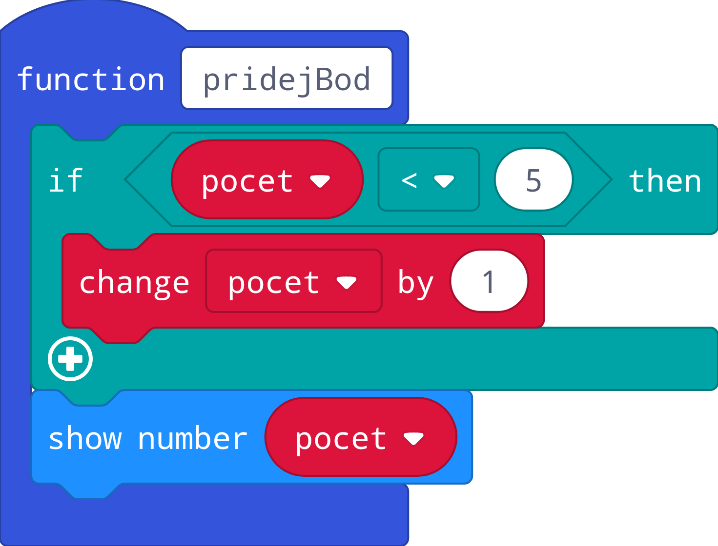 function pridejBod
if pocet < 5 then
change pocet by 1
show number pocet